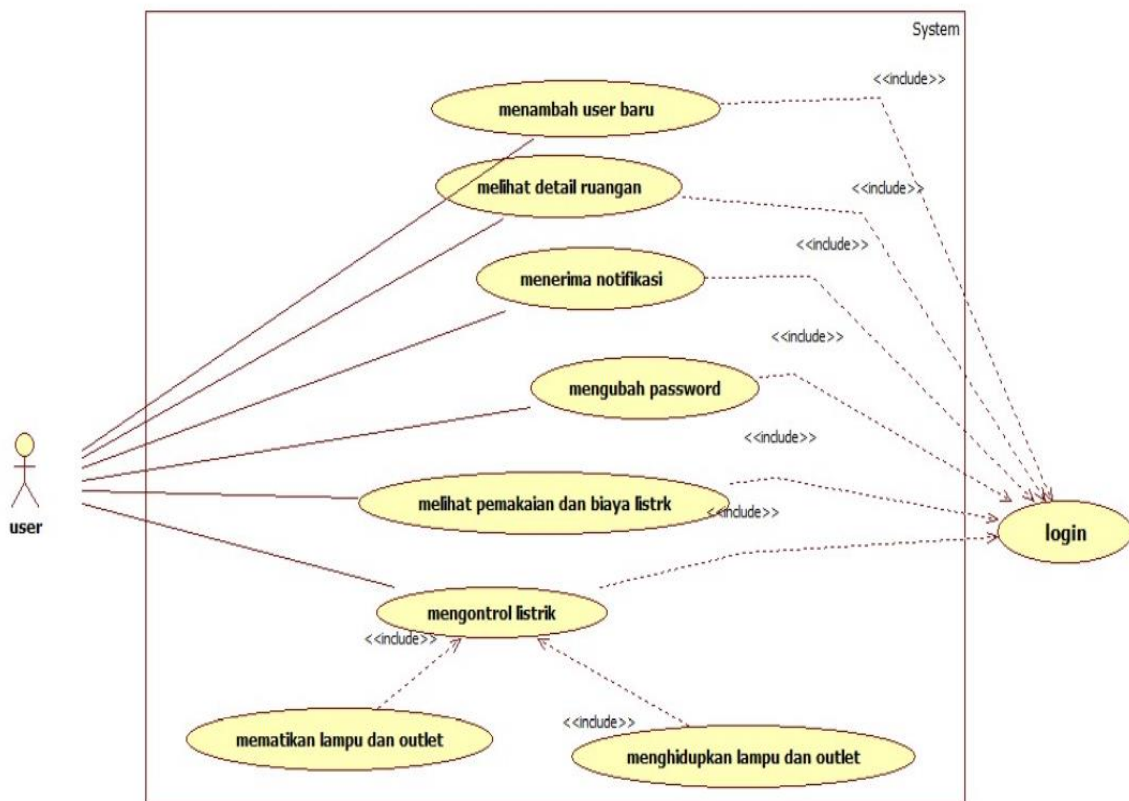 System
<<include>>
menambah user baru
melihat detail ruangan
<<include>>
<<include>>
menerima notifikasi
<<include>>
mengubah password
<<include>>
user
melihat pemakaian dan biaya listrk
<<include>>
login
mengontrol listrik
<<include>>
mematikan lampu dan outlet
<<include>>
menghidupkan lampu dan outlet